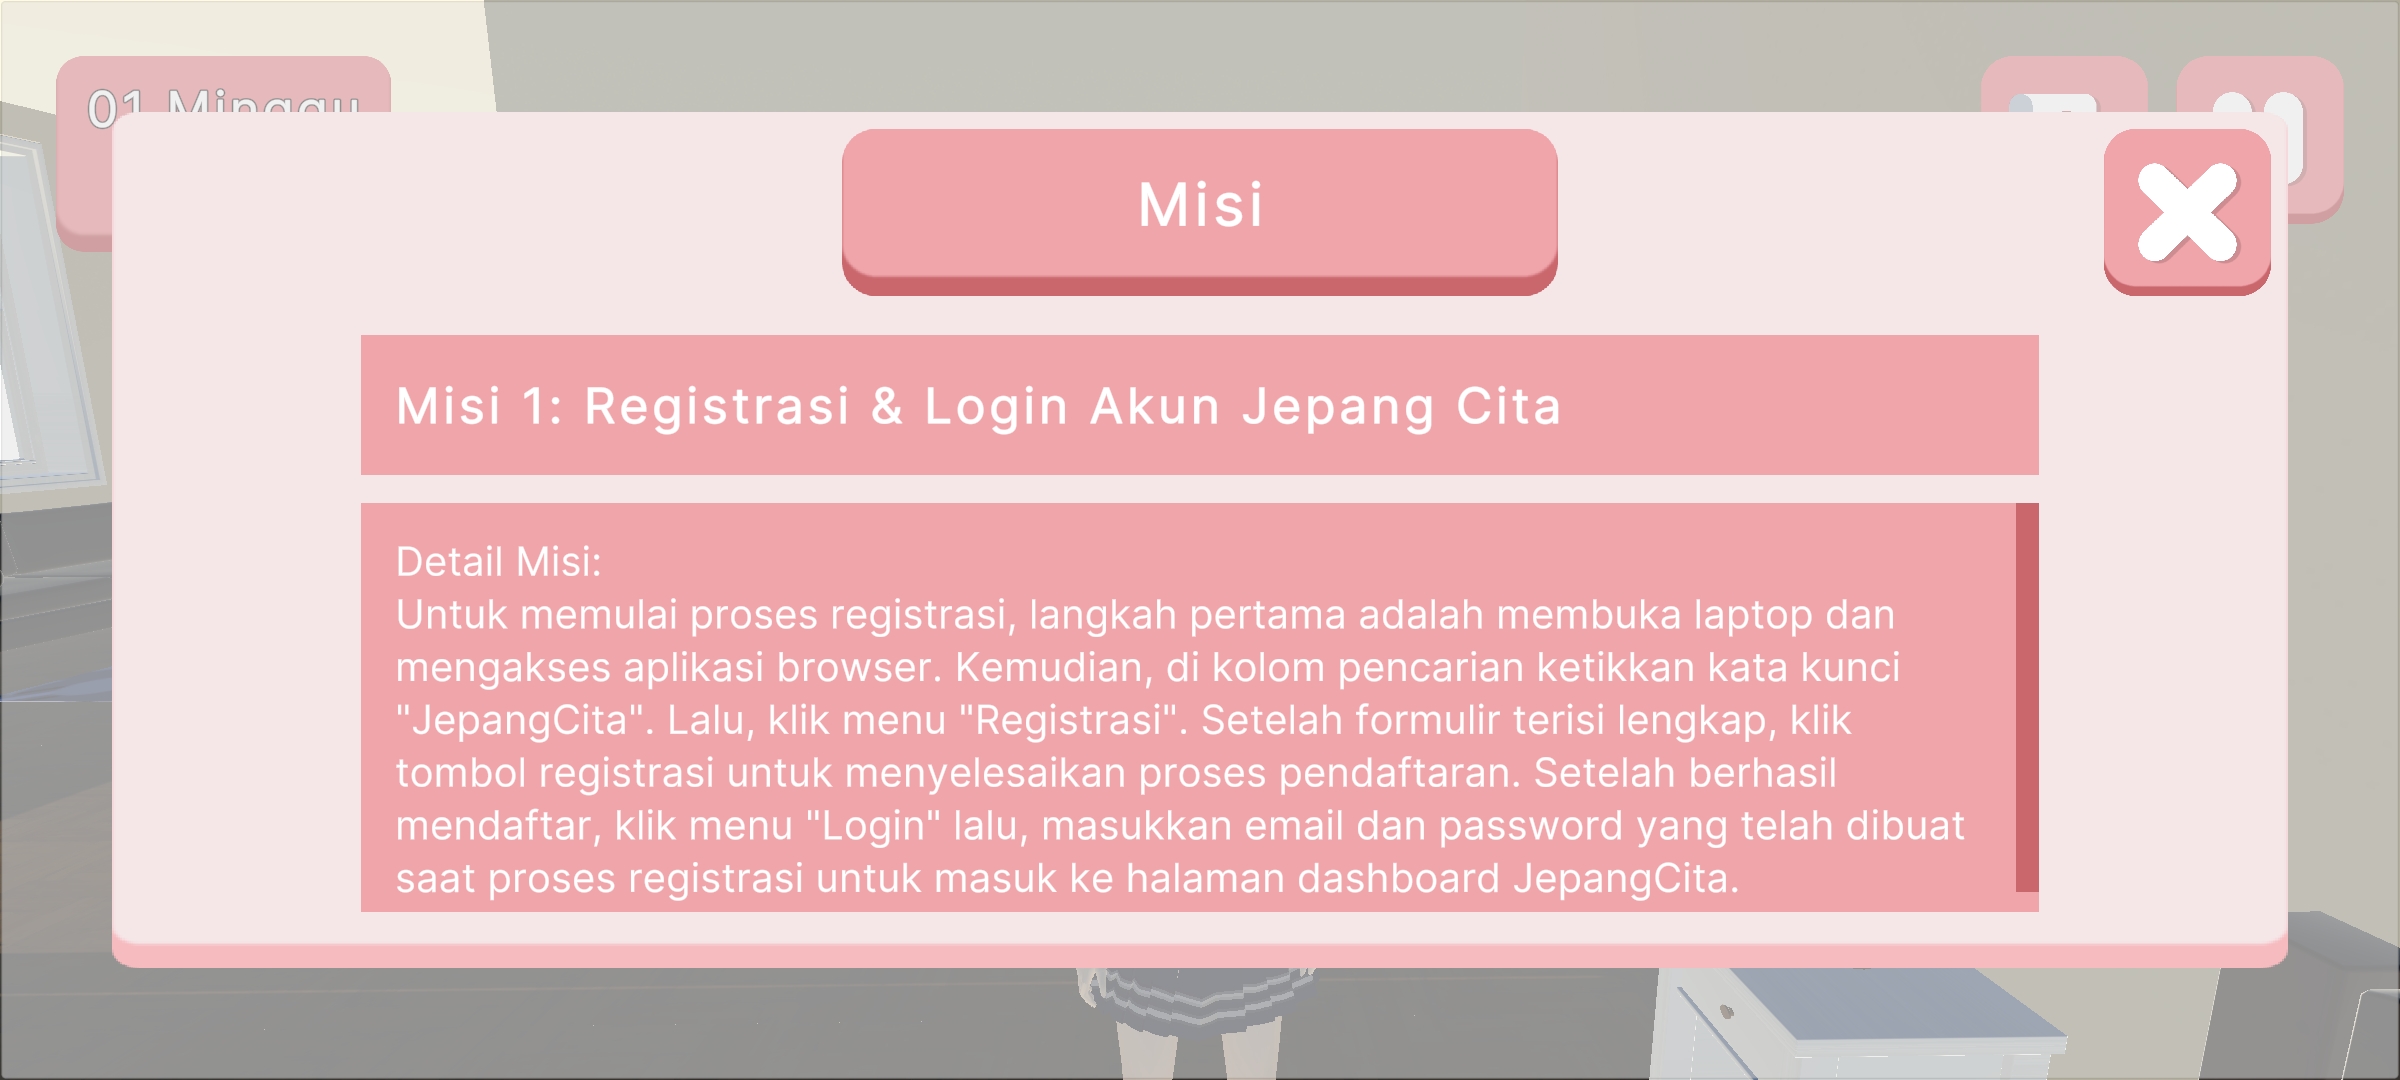 01 Minggu
Misi
Misi 1: Registrasi & Login Akun Jepang Cita
Detail Misi:
Untuk memulai proses registrasi, langkah pertama adalah membuka laptop dan
mengakses aplikasi browser. Kemudian, di kolom pencarian ketikkan kata kunci
"JepangCita". Lalu, klik menu "Registrasi". Setelah formulir terisi lengkap, klik
tombol registrasi untuk menyelesaikan proses pendaftaran. Setelah berhasil
mendaftar, klik menu "Login" lalu, masukkan email dan password yang telah dibuat
saat proses registrasi untuk masuk ke halaman dashboard JepangCita.